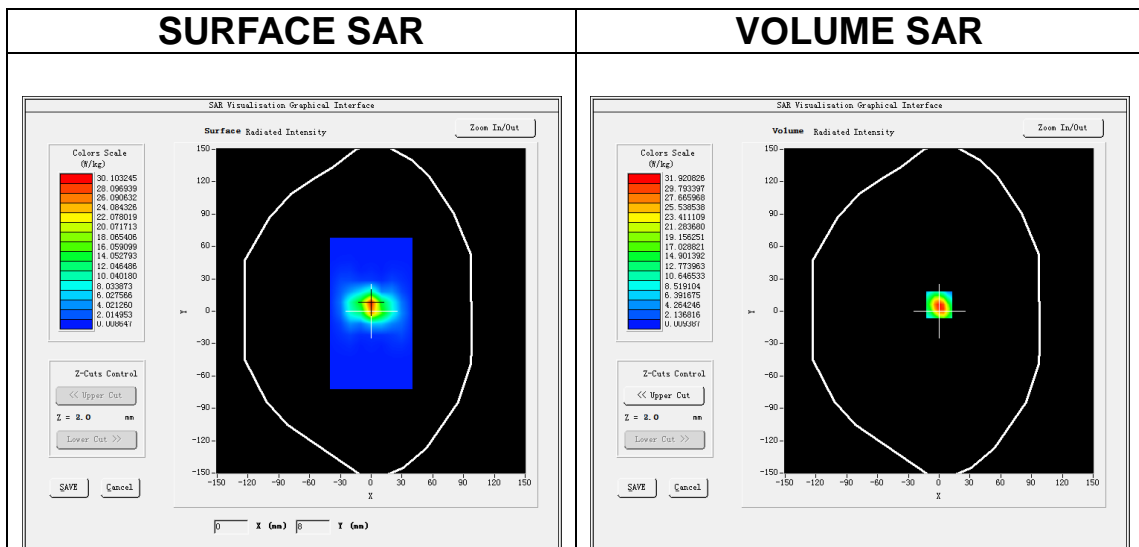 SURFACE SAR
VOLUME SAR
SAR Visualisation Graphical Interface
Surface Radiated Intensity
Zoom In/Out
Colors Scale
(W/kg)
30.103245
28.096939
26.090632
24.084326
22.078019
20.071713
18.065406
16.059099
14.052793
12.046486
10.040180
8.033873
6.027566
4.021260
2.014953
0.008647
Z-Cuts Control
<< Upper Cut
Z = 2.0 mm
Lower Cut >>
SAVE Cancel
150
120
90
60
30
0
-30
-60
-90
-120
-150
Y
-150 -120 -90 -60 -30 0 30 60 90 120 150
X
0 X (mm) 8 Y (mm)
SAR Visualisation Graphical Interface
Volume Radiated Intensity
Zoom In/Out
Colors Scale
(W/kg)
31.920826
29.793397
27.665968
25.538538
23.411109
21.283680
19.156251
17.028821
14.901392
12.773963
10.646533
8.519104
6.391675
4.264246
2.136816
0.009387
Z-Cuts Control
<< Upper Cut
Z = 2.0 mm
Lower Cut >>
SAVE Cancel
150
120
90
60
30
0
-30
-60
-90
-120
-150
Y
-150 -120 -90 -60 -30 0 30 60 90 120 150
X